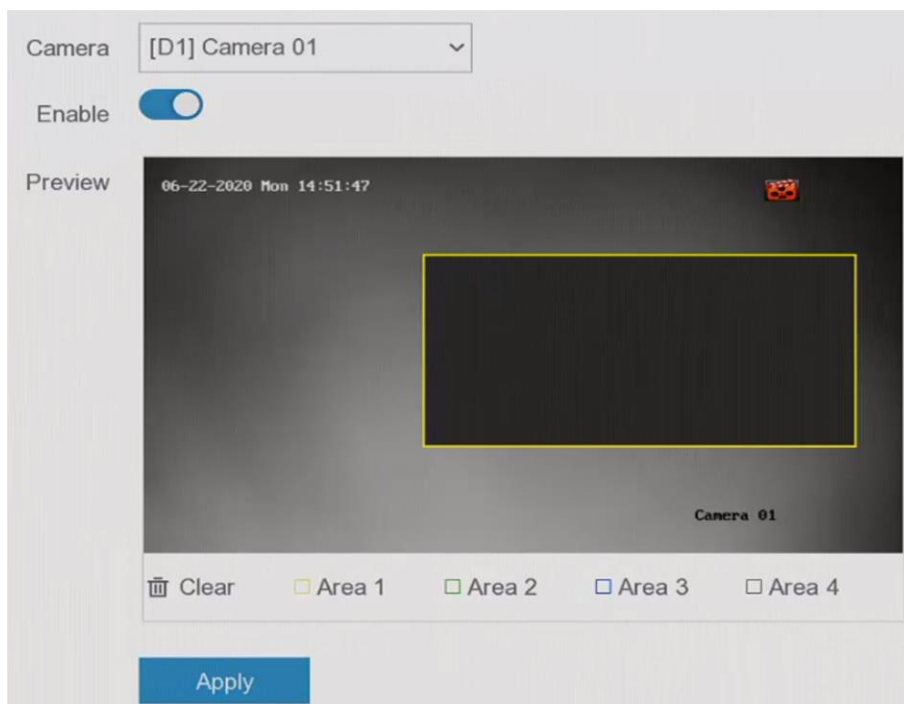 Camera [D1] Camera 01
Enable
Preview
06-22-2020 Mon 14:51:47
Camera 01
Clear Area 1 Area 2 Area 3 Area 4
Apply